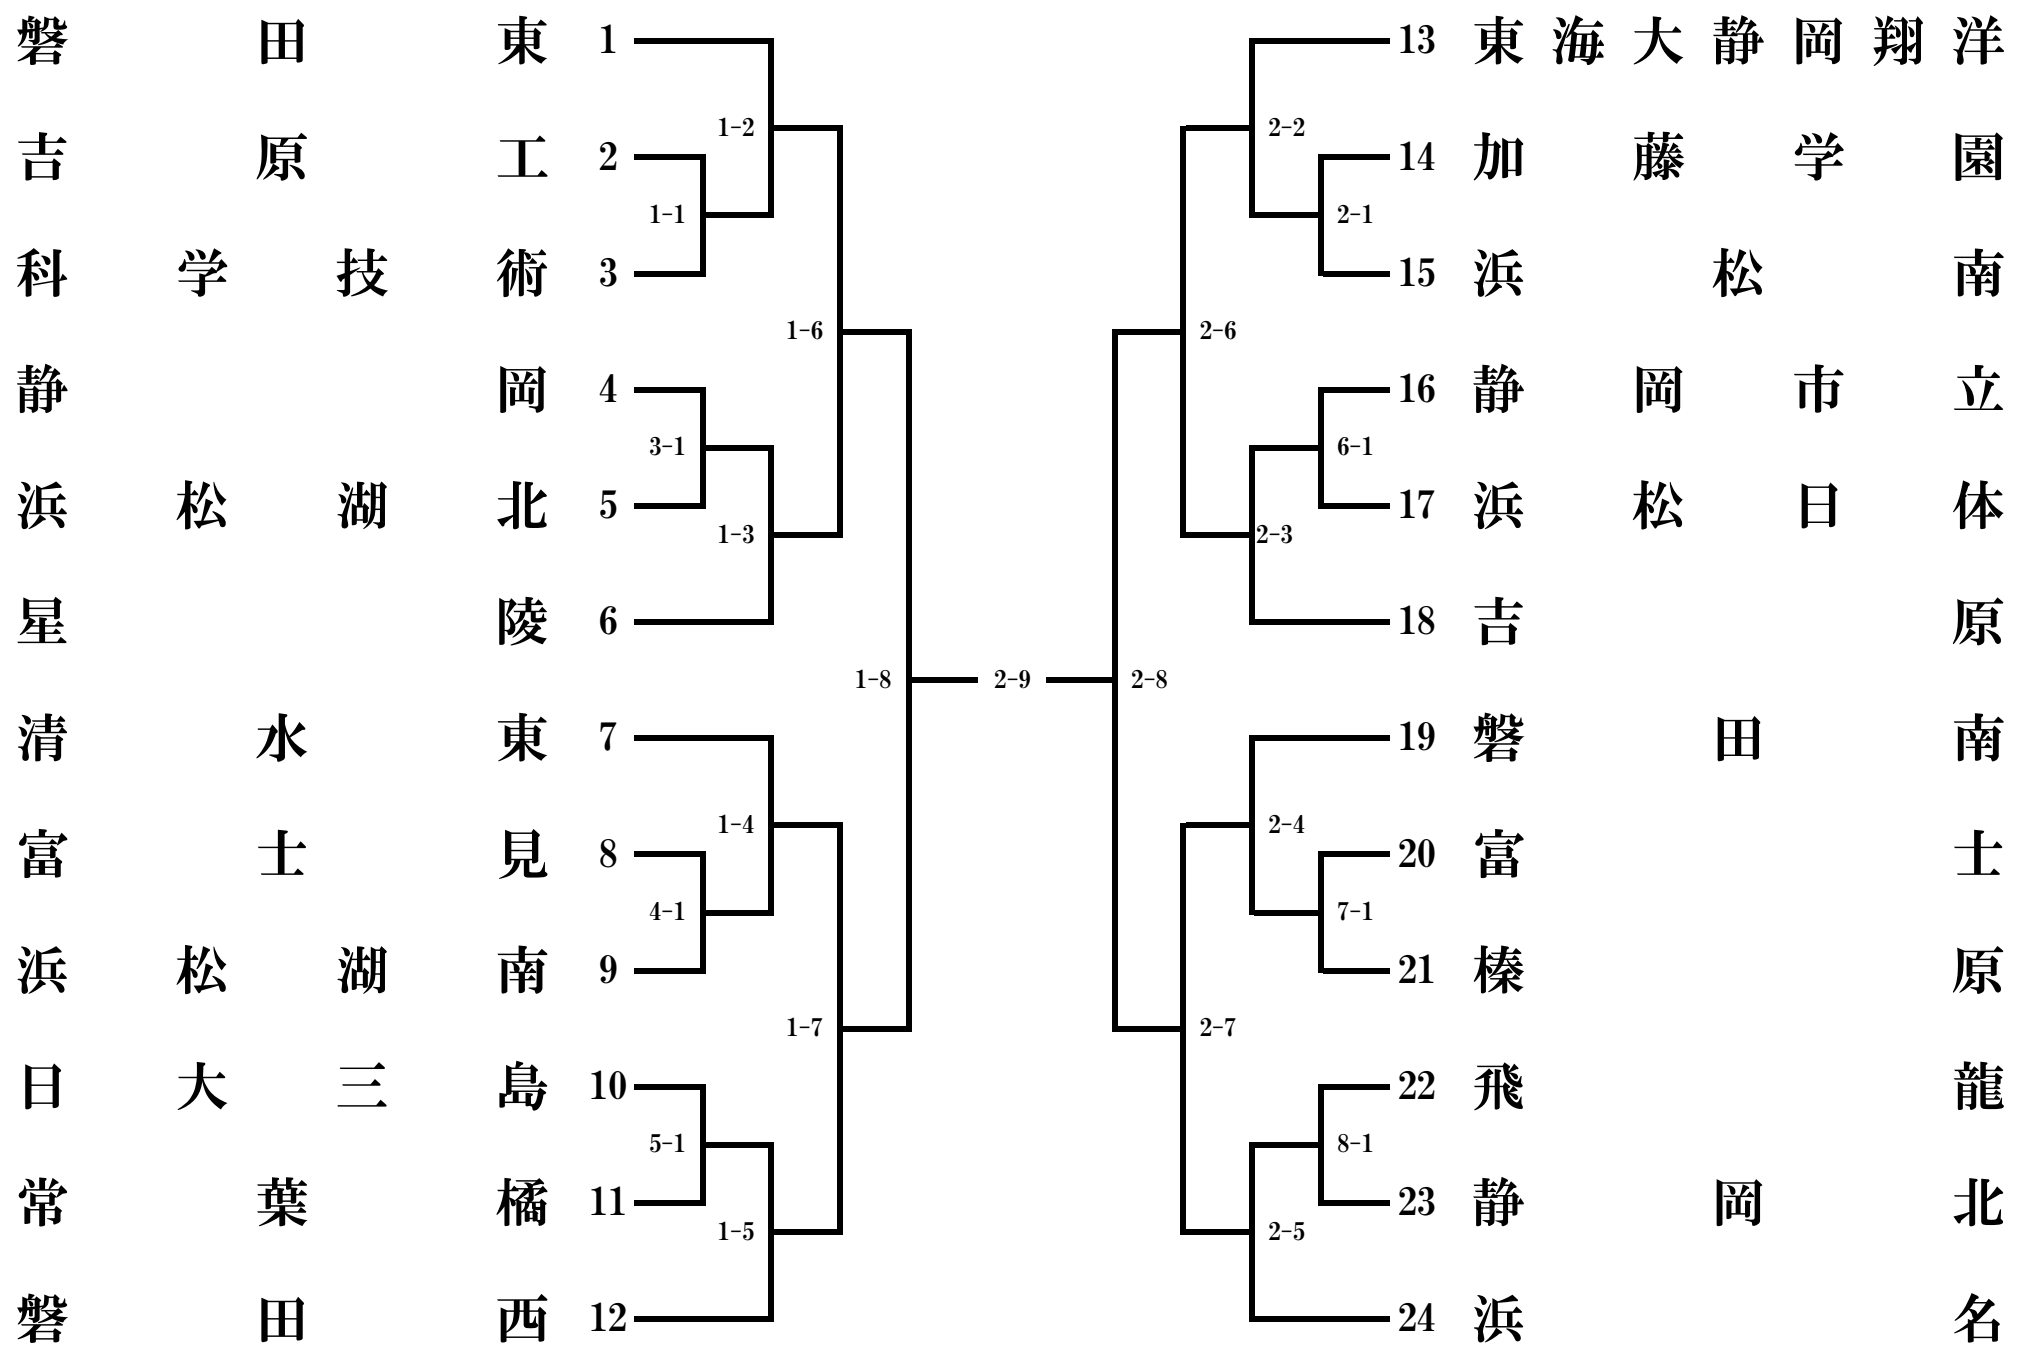 磐田東 1
吉原工 2
科学技術 3
静岡 4
浜松湖北 5
星陵 6
清水東 7
富士見 8
浜松湖南 9
日大三島 10
常葉橘 11
磐田西 12
1-2
1-1
1-6
3-1
1-3
1-8
1-4
4-1
1-7
5-1
1-5
2-9
2-2
2-1
2-6
6-1
2-3
2-8
2-4
7-1
2-7
8-1
2-5
13 東海大静岡翔洋
14 加藤学園
15 浜松南
16 静岡市立
17 浜松日体
18 吉原
19 磐田南
20 富士
21 榛原
22 飛龍
23 静岡北
24 浜名